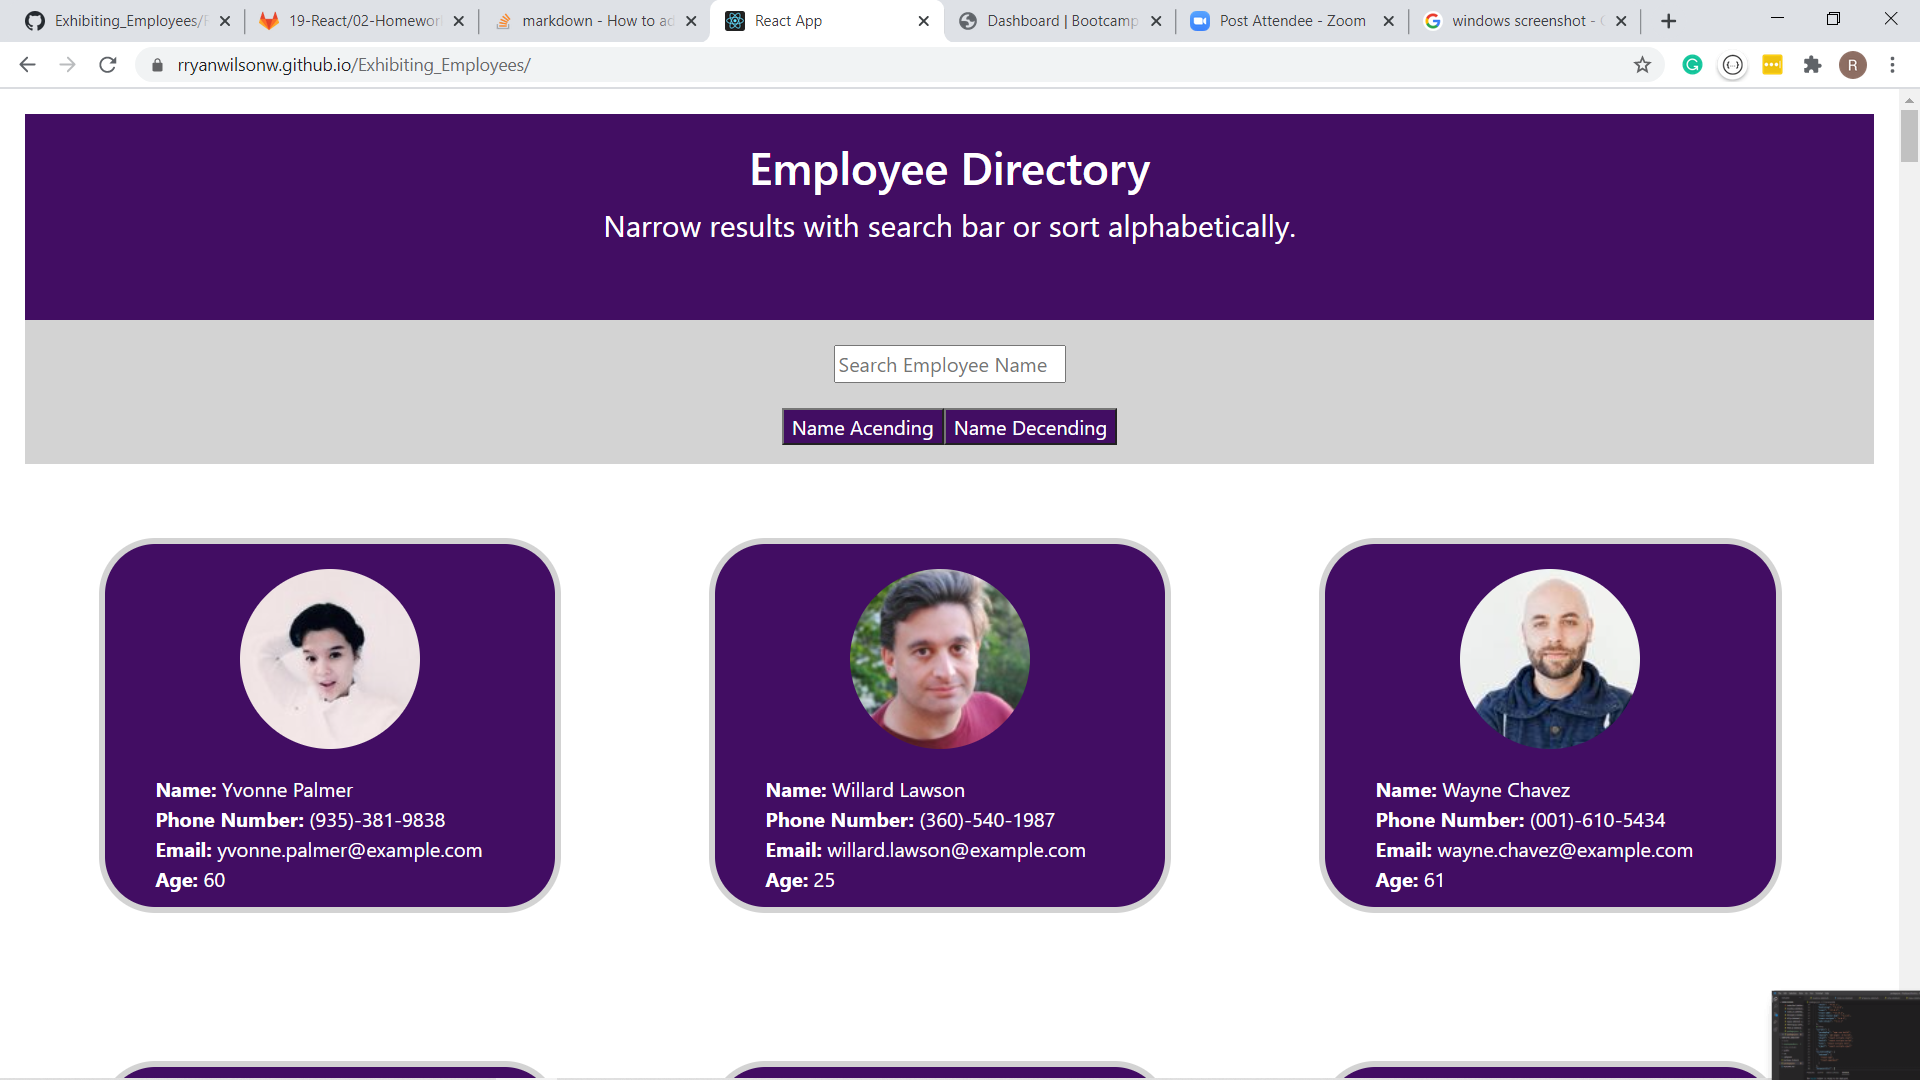 Exhibiting_Employees/
19-React/02-Homewor
markdown - How to ad
React App
Dashboard | Bootcamp
Post Attendee - Zoom
windows screenshot -
rryanwilsonw.github.io/Exhibiting_Employees/
R
Employee Directory
Narrow results with search bar or sort alphabetically.
Search Employee Name
Name Acending
Name Decending
Name: Yvonne Palmer
Phone Number: (935)-381-9838
Email: yvonne.palmer@example.com
Age: 60
Name: Willard Lawson
Phone Number: (360)-540-1987
Email: willard.lawson@example.com
Age: 25
Name: Wayne Chavez
Phone Number: (001)-610-5434
Email: wayne.chavez@example.com
Age: 61